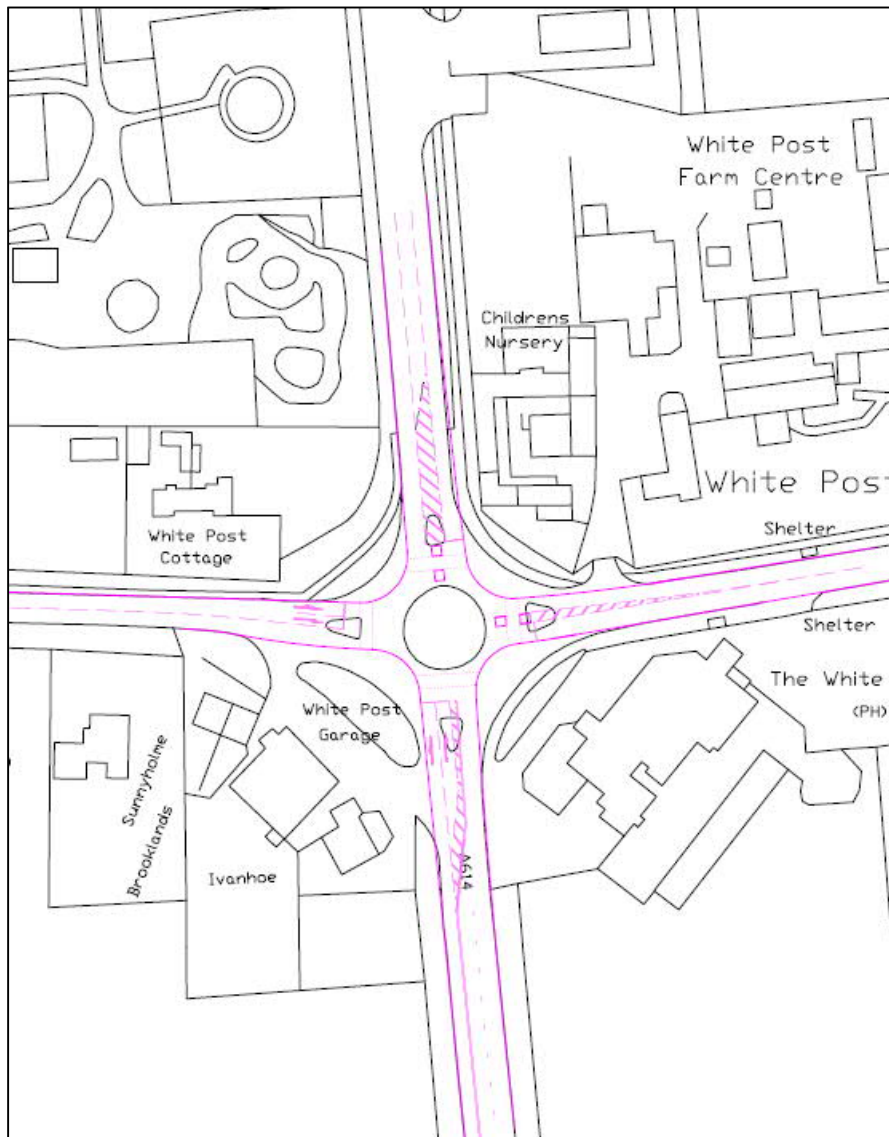 White Post
Farm Centre
Childrens
Nursery
White Post
Shelter
White Post
Cottage
Shelter
The White
(PH)
White Post
Garage
Sunnyholme
Brooklands
Ivanhoe
A614